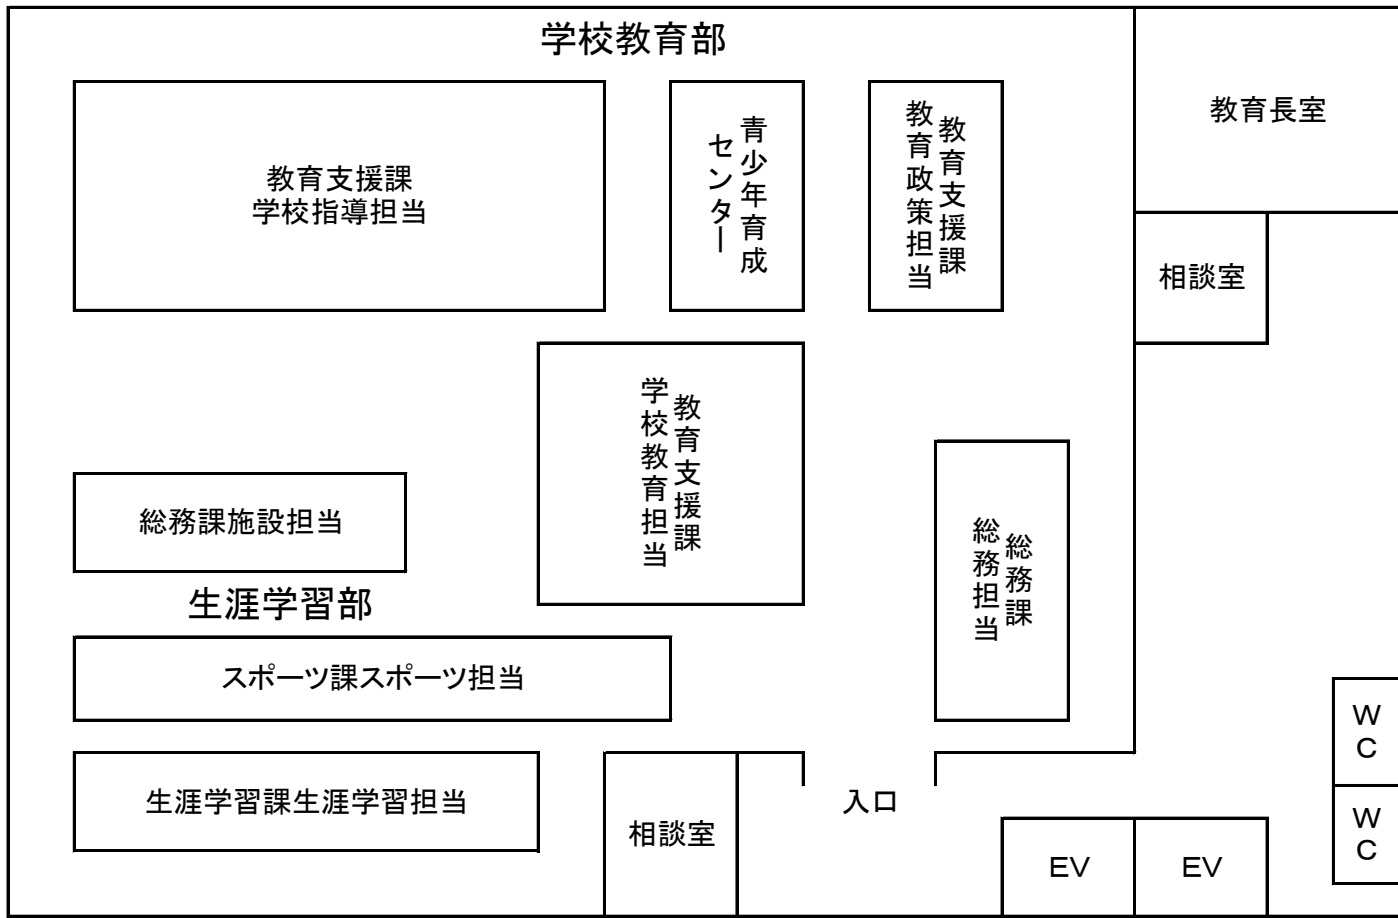 学校教育部
教育支援課
学校指導担当
青少年育成
センター
教育支援課
教育政策担当
教育長室
相談室
教育支援課
学校教育担当
総務課施設担当
総務課
総務担当
生涯学習部
スポーツ課スポーツ担当
生涯学習課生涯学習担当
相談室
入口
EV
EV
WC
WC